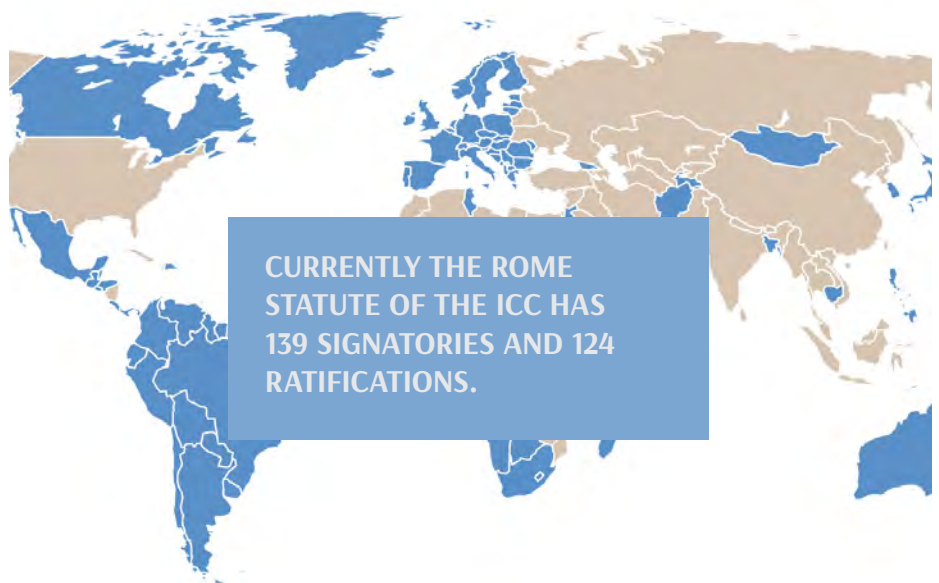 CURRENTLY THE ROME
STATUTE OF THE ICC HAS
139 SIGNATORIES AND 124
RATIFICATIONS.